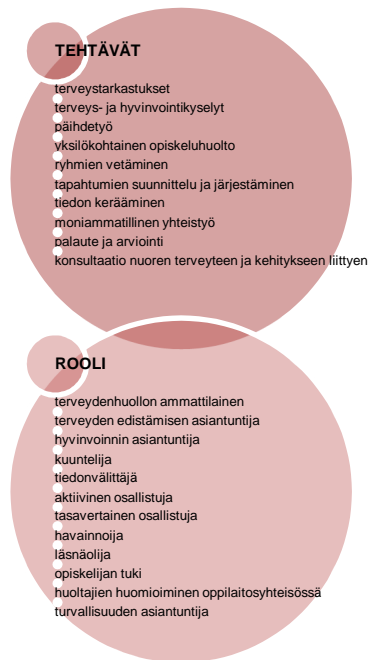 TEHTÄVÄT
terveystarkastukset
terveys- ja hyvinvointikyselyt
päihdetyö
yksilökohtainen opiskeluhuolto
ryhmien vetäminen
tapahtumien suunnittelu ja järjestäminen
tiedon kerääminen
moniammatillinen yhteistyö
palaute ja arviointi
konsultaatio nuoren terveyteen ja kehitykseen liittyen
ROOLI
terveydenhuollon ammattilainen
terveyden edistämisen asiantuntija
hyvinvoinnin asiantuntija
kuuntelija
tiedonvälittäjä
aktiivinen osallistuja
tasavertainen osallistuja
havainnoija
läsnäolija
opiskelijan tuki
huoltajien huomioiminen oppilaitosyhteisössä
turvallisuuden asiantuntija